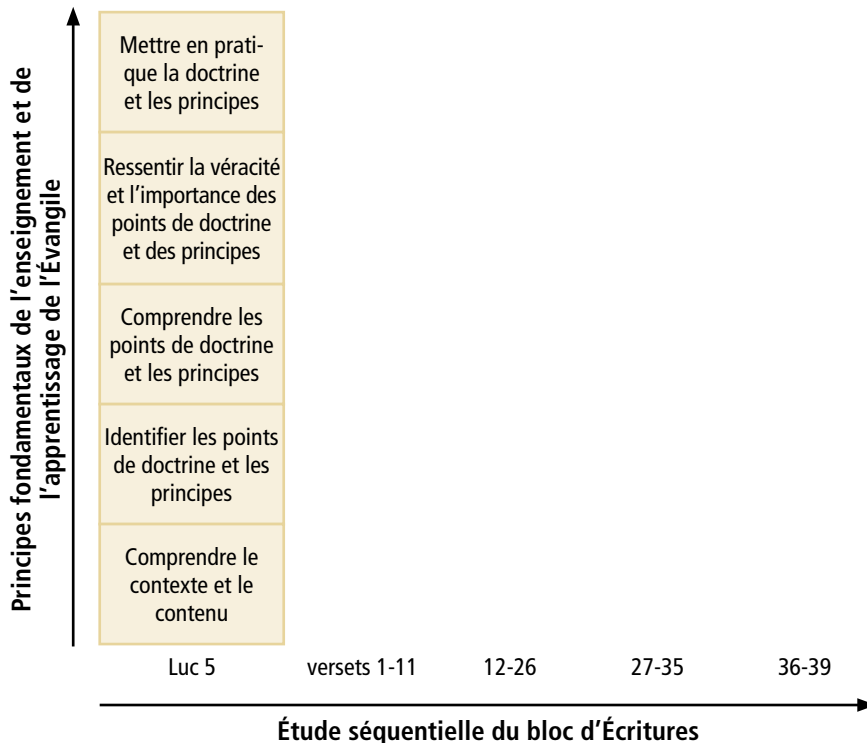 Principes fondamentaux de l'enseignement et de
l'apprentissage de l'Évangile
Mettre en prati-
que la doctrine
et les principes
Ressentir la véracité
et l'importance des
points de doctrine
et des principes
Comprendre les
points de doctrine
et les principes
Identifier les points
de doctrine et les
principes
Comprendre le
contexte et le
contenu
Luc 5 versets 1-11 12-26 27-35 36-39
Étude séquentielle du bloc d'Écritures